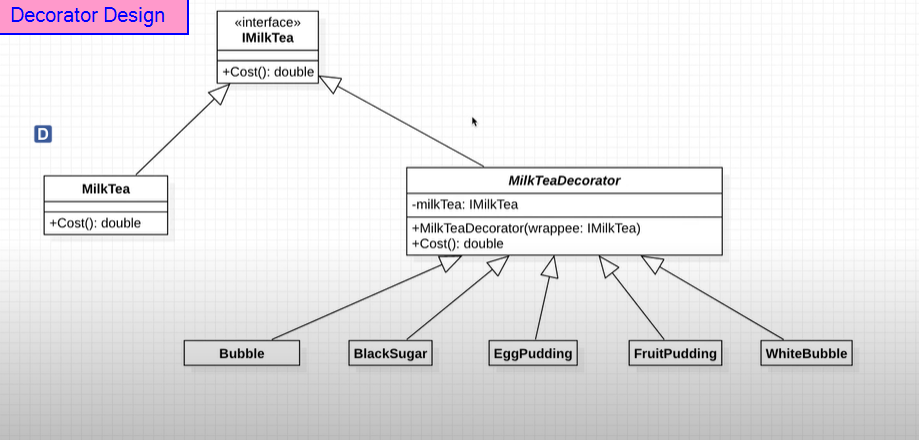 Decorator Design
«interface»
IMilkTea
+Cost(): double
D
MilkTea
+Cost(): double
MilkTeaDecorator
-milkTea: IMilkTea
+MilkTeaDecorator(wrappee: IMilkTea)
+Cost(): double
Bubble
BlackSugar
EggPudding
FruitPudding
WhiteBubble